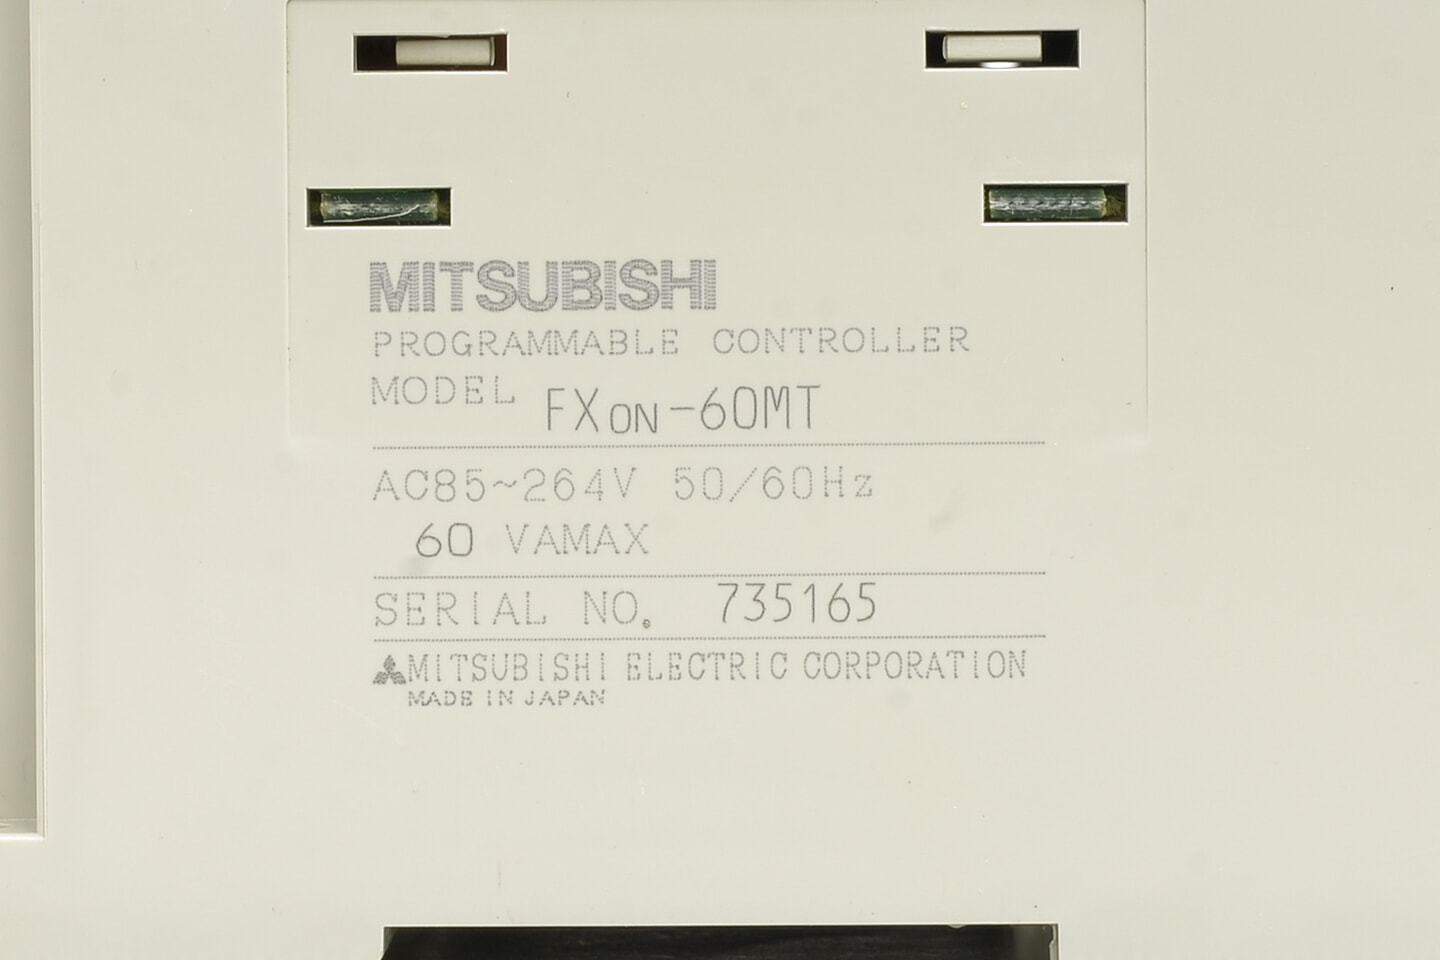 MITSUBISHI
PROGRAMMABLE CONTROLLER
MODEL FX0N-60MT
AC85~264V 50/60Hz
60 VAMAX
SERIAL NO. 735165
MITSUBISHI ELECTRIC CORPORATION
MADE IN JAPAN